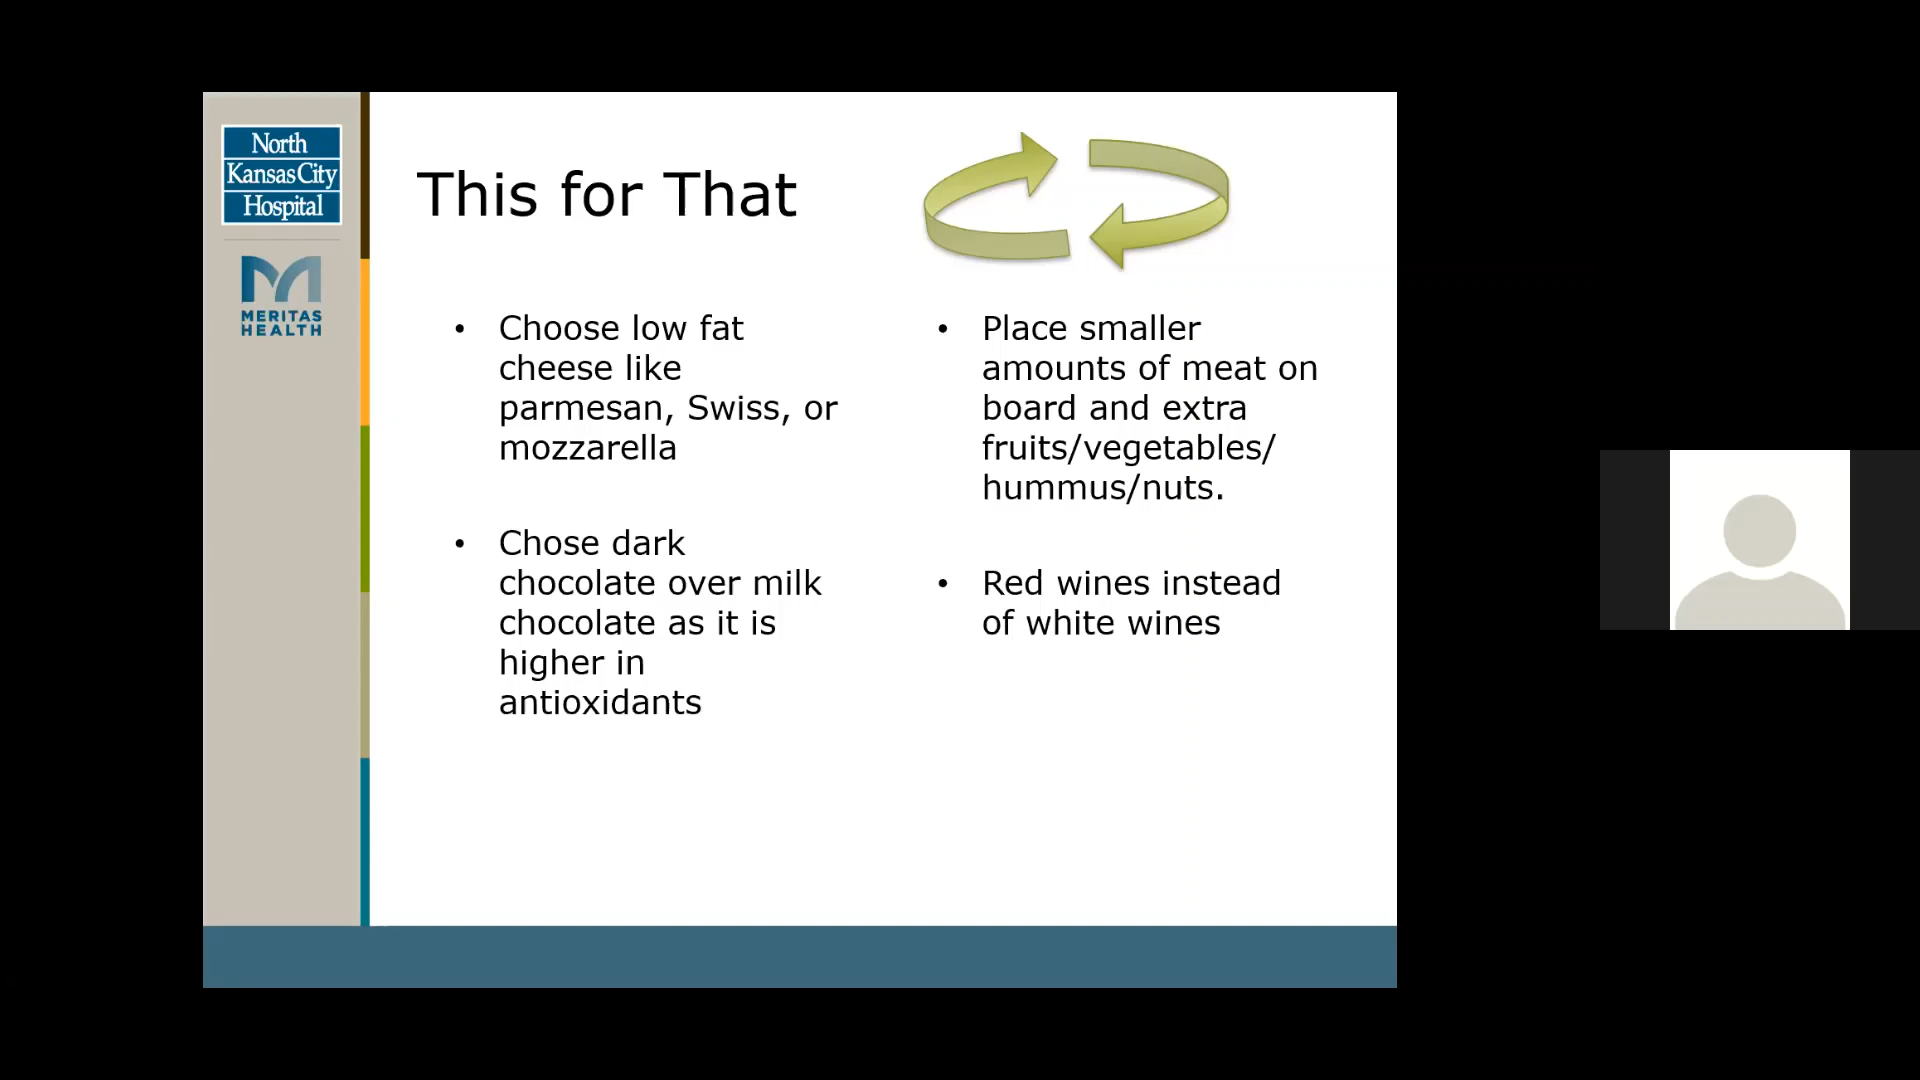 North
Kansas City
Hospital
MERITAS
HEALTH
This for That
• Choose low fat
cheese like
parmesan, Swiss, or
mozzarella
• Chose dark
chocolate over milk
chocolate as it is
higher in
antioxidants
• Place smaller
amounts of meat on
board and extra
fruits/vegetables/
hummus/nuts.
• Red wines instead
of white wines